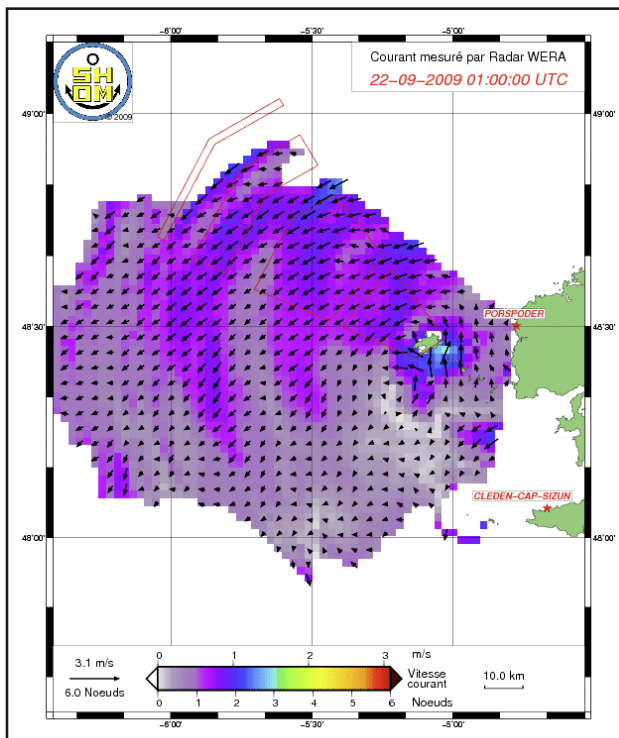 −6°00' −5°30' −5°00'
SH
OM
© 2009
Courant mesuré par Radar WERA
22−09−2009 01:00:00 UTC
49°00' 49°00'
PORSPODER
48°30' 48°30'
CLEDEN−CAP−SIZUN
48°00' 48°00'
0 1 2 3 m/s
3.1 m/s
Vitesse
courant
10.0 km
6.0 Noeuds
0 1 2 3 4 5 6 Noeuds
−6°00' −5°30' −5°00'